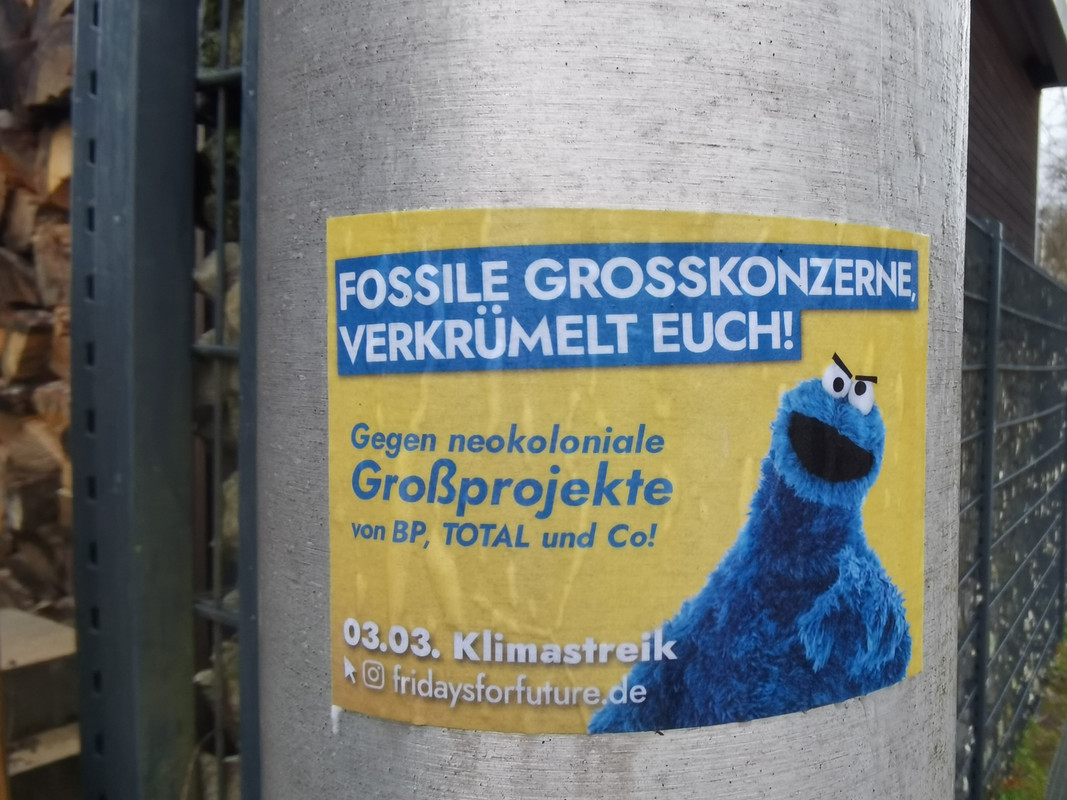 FOSSILE GROSSKONZERNE,
VERKRÜMELT EUCH!
Gegen neokoloniale
Großprojekte
von BP, TOTAL und Co!
03.03. Klimastreik
fridaysforfuture.de